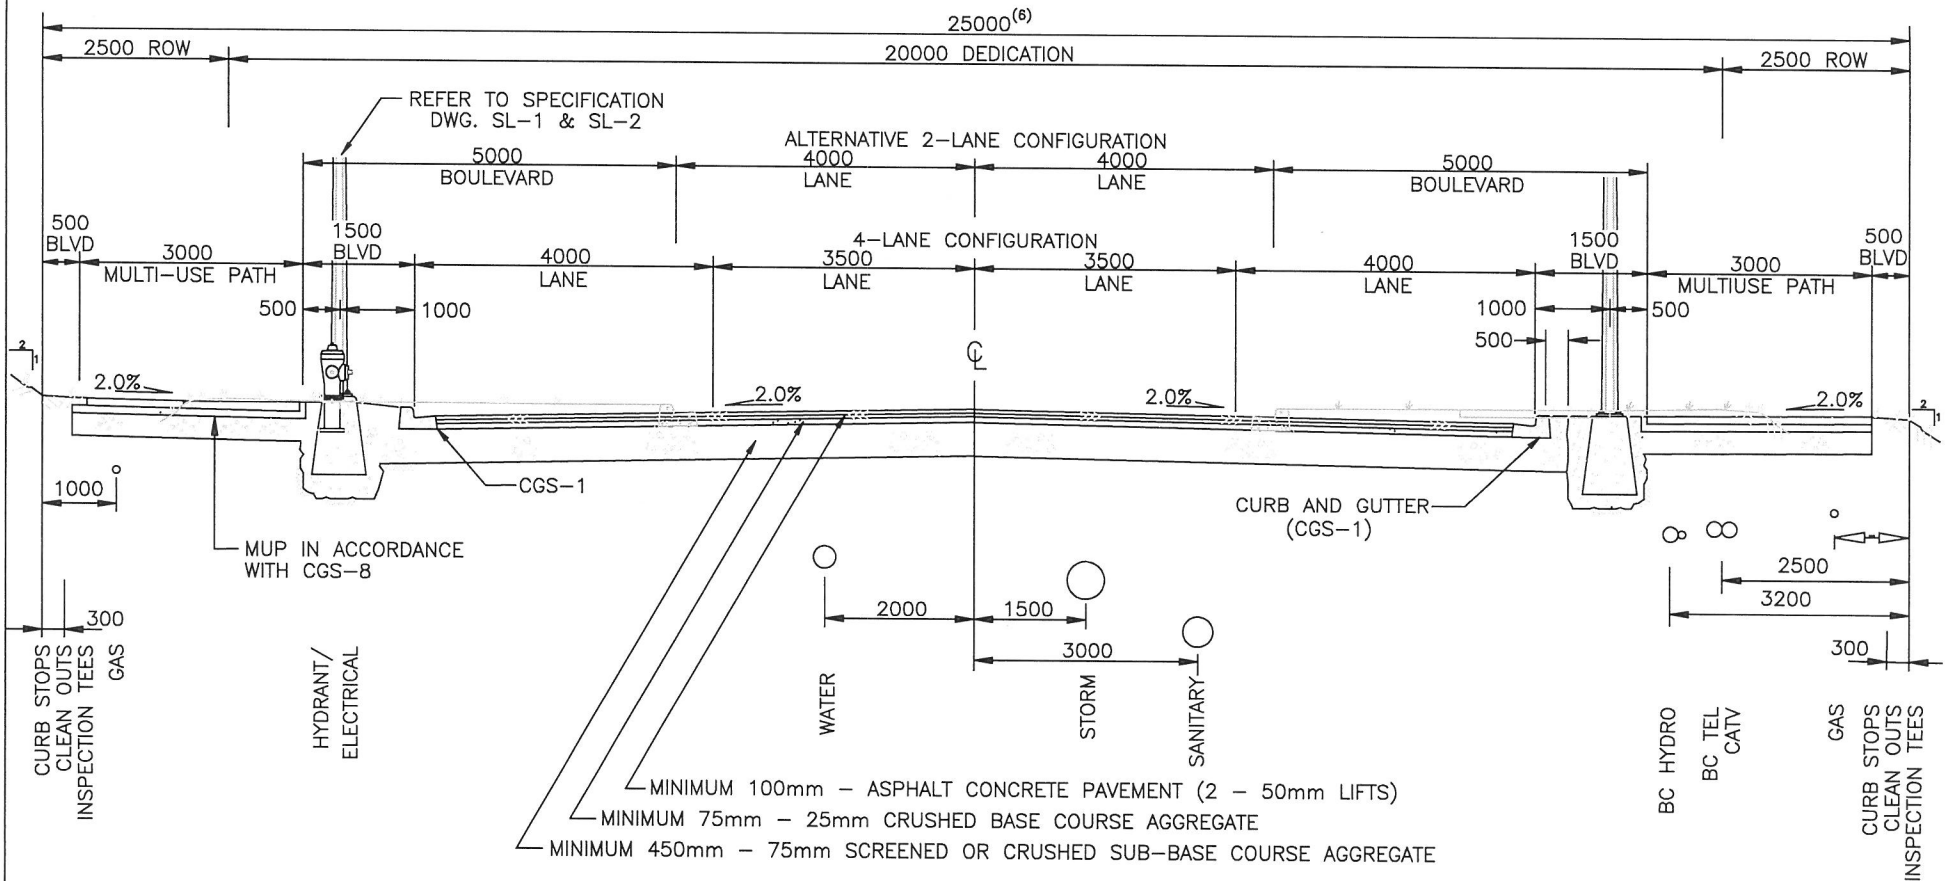 25000(6)
2500 ROW
20000 DEDICATION
2500 ROW
REFER TO SPECIFICATION
DWG. SL-1 & SL-2
ALTERNATIVE 2-LANE CONFIGURATION
5000
BOULEVARD
4000
LANE
4000
LANE
5000
BOULEVARD
500
BLVD
3000
MULTI-USE PATH
1500
BLVD
4-LANE CONFIGURATION
4000
LANE
3500
LANE
3500
LANE
4000
LANE
1500
BLVD
3000
MULTIUSE PATH
500
BLVD
500
1000
1000
500
500
CL
2
1
2.0%
2.0%
2.0%
2.0%
2
1
1000
CGS-1
MUP IN ACCORDANCE
WITH CGS-8
CURB AND GUTTER
(CGS-1)
2000
1500
3000
2500
3200
300
300
CURB STOPS
CLEAN OUTS
INSPECTION TEES
GAS
HYDRANT/
ELECTRICAL
WATER
STORM
SANITARY
BC HYDRO
BC TEL
CATV
GAS
CURB STOPS
CLEAN OUTS
INSPECTION TEES
MINIMUM 100mm - ASPHALT CONCRETE PAVEMENT (2 - 50mm LIFTS)
MINIMUM 75mm - 25mm CRUSHED BASE COURSE AGGREGATE
MINIMUM 450mm - 75mm SCREENED OR CRUSHED SUB-BASE COURSE AGGREGATE